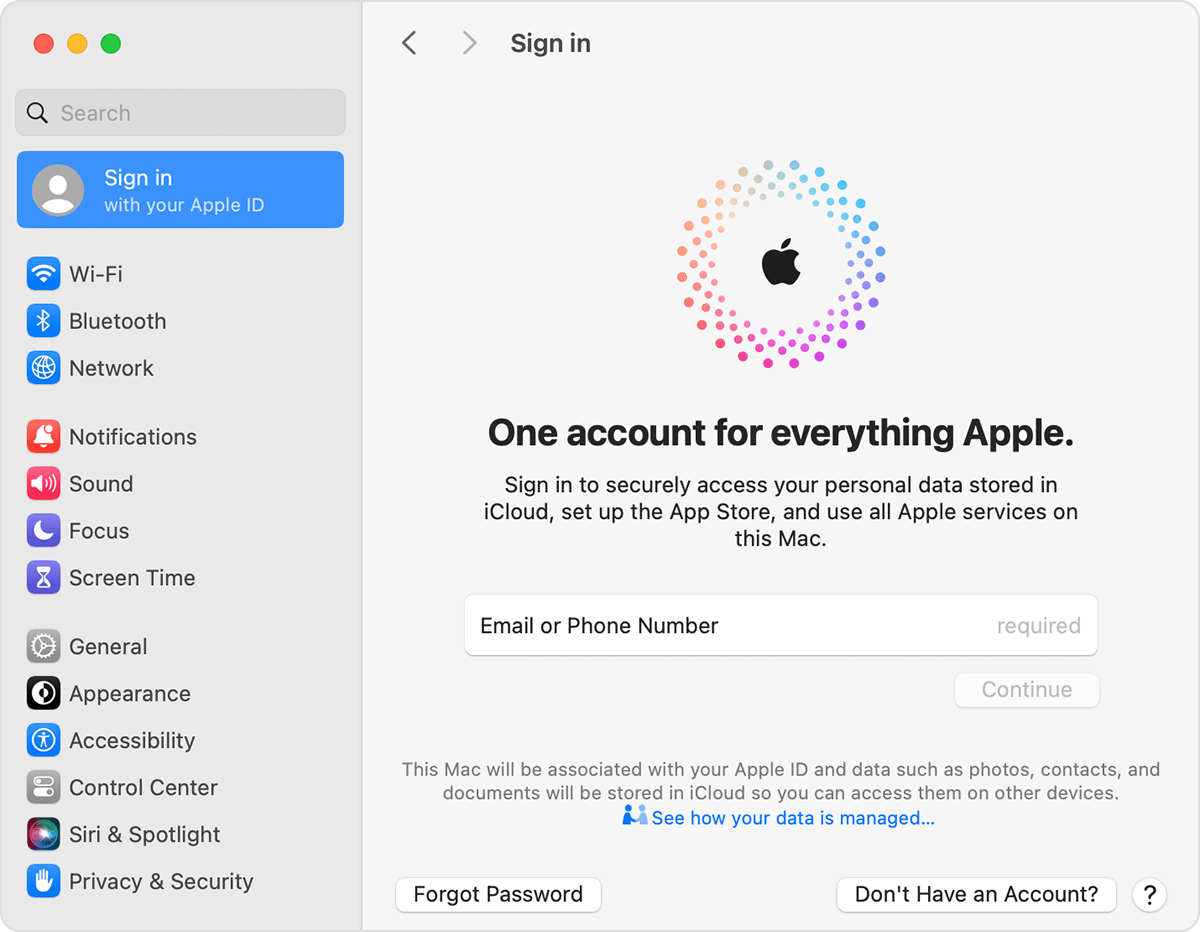 Sign in
Search
Sign in
with your Apple ID
Wi-Fi
Bluetooth
Network
Notifications
Sound
Focus
Screen Time
General
Appearance
Accessibility
Control Center
Siri & Spotlight
Privacy & Security
One account for everything Apple.
Sign in to securely access your personal data stored in
iCloud, set up the App Store, and use all Apple services on
this Mac.
Email or Phone Number required
Continue
This Mac will be associated with your Apple ID and data such as photos, contacts, and
documents will be stored in iCloud so you can access them on other devices.
See how your data is managed...
Forgot Password
Don't Have an Account?
?